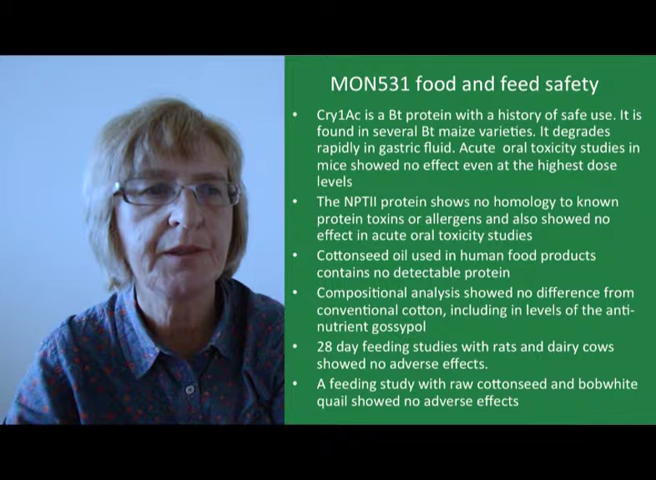 MON531 food and feed safety
• Cry1Ac is a Bt protein with a history of safe use. It is
found in several Bt maize varieties. It degrades
rapidly in gastric fluid. Acute oral toxicity studies in
mice showed no effect even at the highest dose
levels
• The NPTII protein shows no homology to known
protein toxins or allergens and also showed no
effect in acute oral toxicity studies
• Cottonseed oil used in human food products
contains no detectable protein
• Compositional analysis showed no difference from
conventional cotton, including in levels of the anti-
nutrient gossypol
• 28 day feeding studies with rats and dairy cows
showed no adverse effects.
• A feeding study with raw cottonseed and bobwhite
quail showed no adverse effects